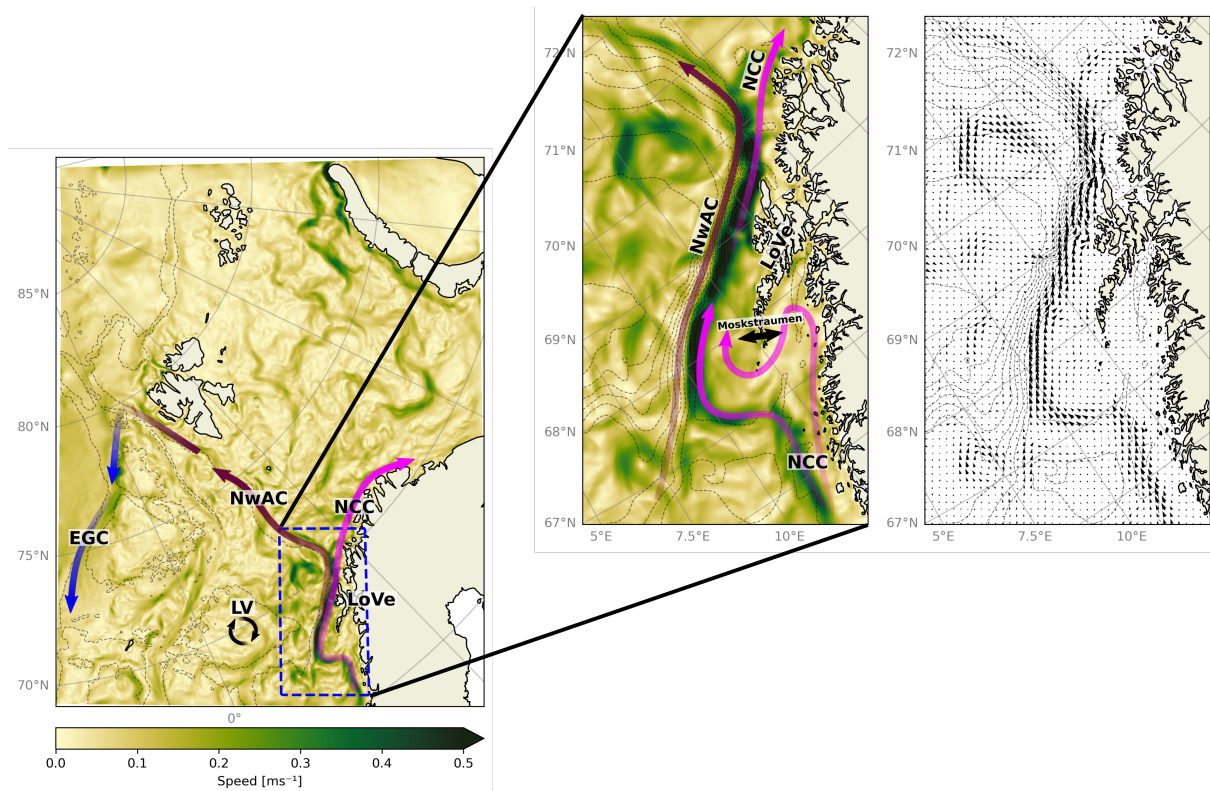 85°N
80°N
75°N
70°N
0°
NwAC
NCC
EGC
LV
LoVe
0.0 0.1 0.2 0.3 0.4 0.5
Speed [ms⁻¹]
72°N
71°N
70°N
69°N
68°N
67°N
5°E 7.5°E 10°E
NCC
NwAC
LoVe
Moskstraumen
NCC
72°N
71°N
70°N
69°N
68°N
67°N
5°E 7.5°E 10°E